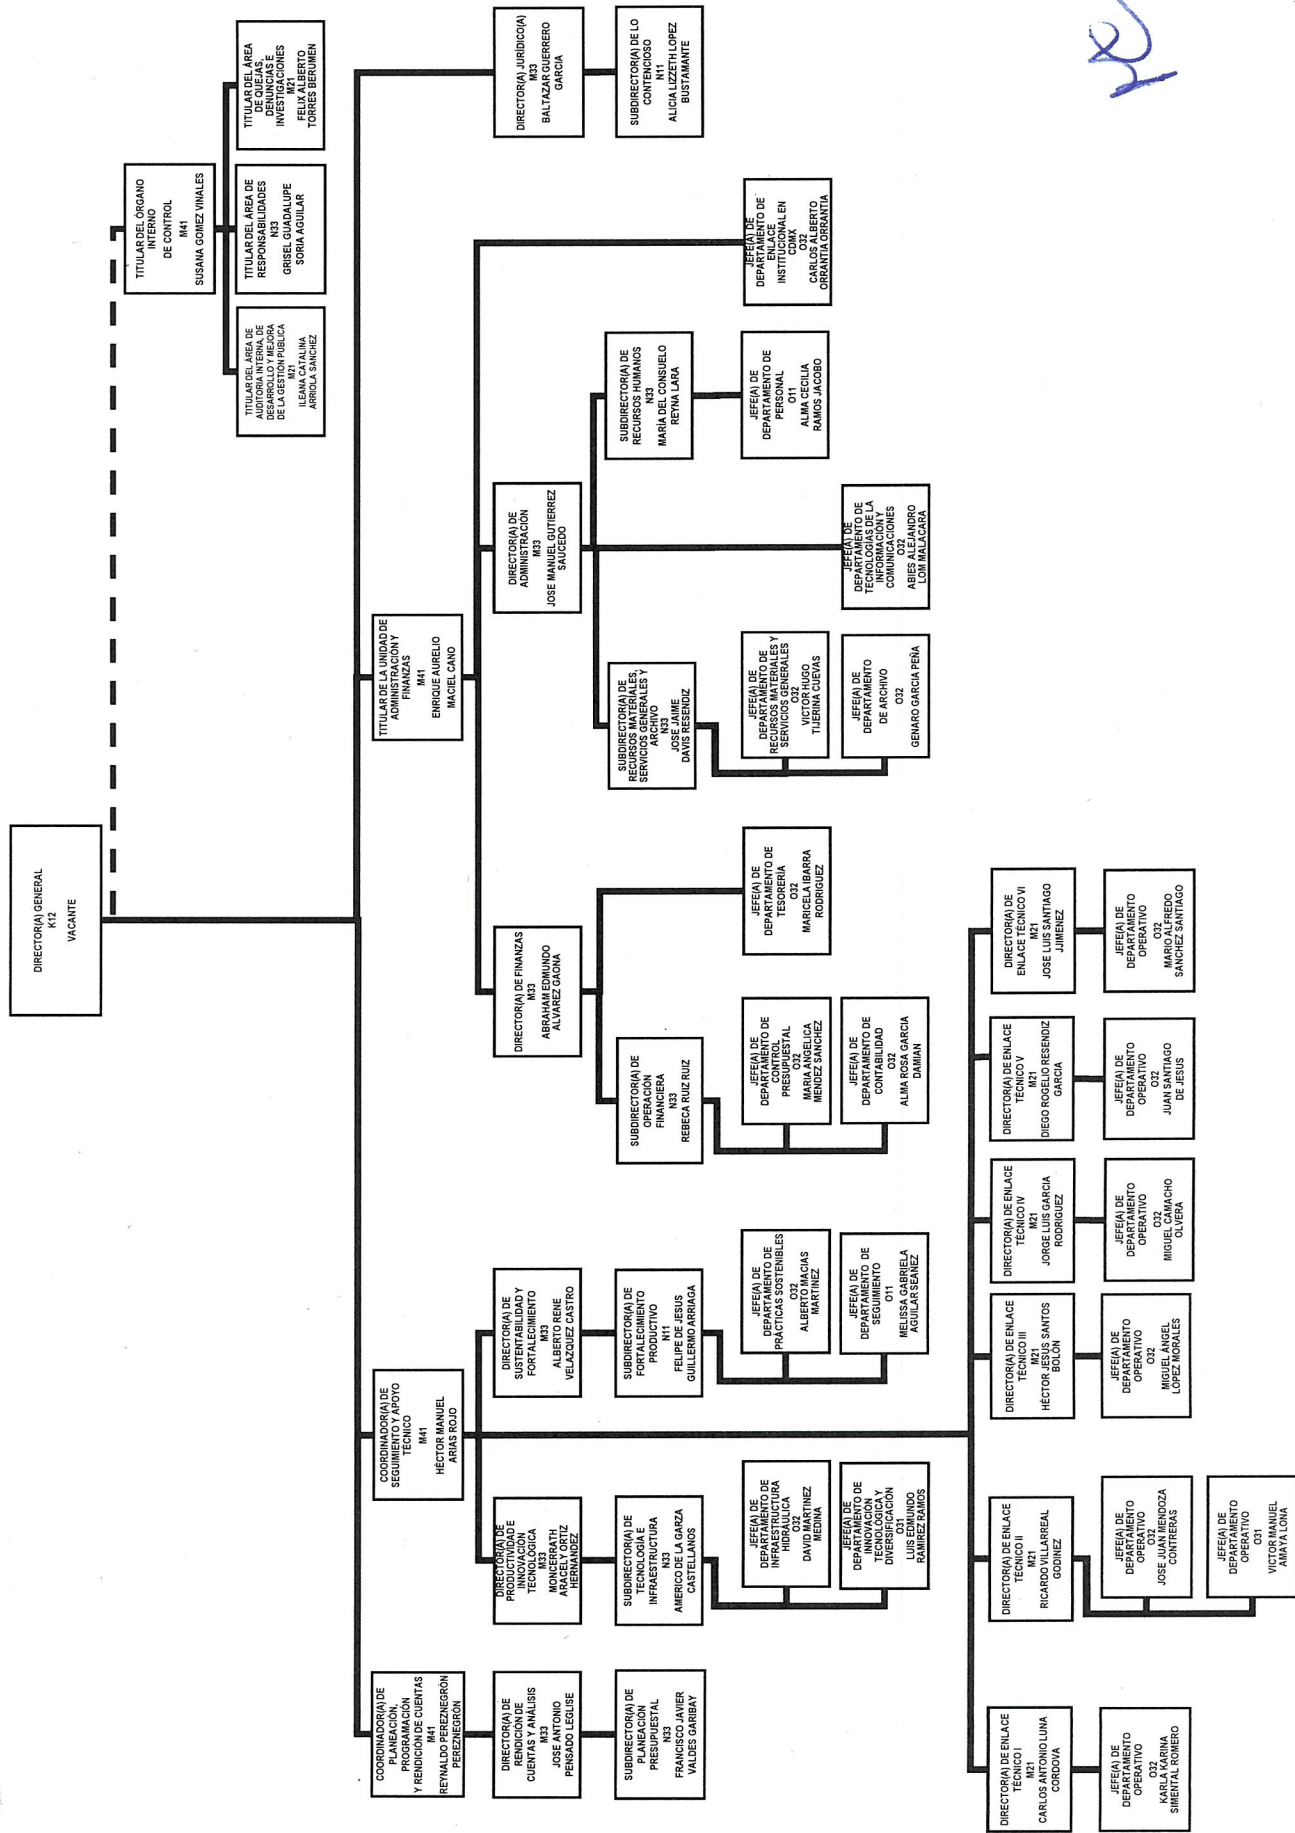 DIRECTOR(A) GENERAL
K12
VACANTE
TITULAR DEL ÓRGANO
INTERNO
DE CONTROL
M41
SUSANA GOMEZ VINALES
TITULAR DEL ÁREA DE
AUDITORIA INTERNA, DE
DESARROLLO Y MEJORA
DE LA GESTIÓN PUBLICA
M21
ILEANA CATALINA
ARRIOLA SANCHEZ
TITULAR DEL ÁREA DE
RESPONSABILIDADES
N33
GRISEL GUADALUPE
SORIA AGUILAR
TITULAR DEL ÁREA
DE QUEJAS,
DENUNCIAS E
INVESTIGACIONES
M21
FELIX ALBERTO
TORRES BERUMEN
COORDINADOR(A) DE
PLANEACIÓN,
PROGRAMACIÓN
Y RENDICIÓN DE CUENTAS
M41
REYNALDO PEREZNEGRÓN
PEREZNEGRÓN
DIRECTOR(A) DE
RENDICIÓN DE
CUENTAS Y ANÁLISIS
M33
JOSE ANTONIO
PENSADO LEGLISE
SUBDIRECTOR(A) DE
PLANEACIÓN
PRESUPUESTAL
N33
FRANCISCO JAVIER
VALDES GARIBAY
COORDINADOR(A) DE
SEGUIMIENTO Y APOYO
TÉCNICO
M41
HÉCTOR MANUEL
ARIAS ROJO
DIRECTOR(A) DE
PRODUCTIVIDAD E
INNOVACIÓN
TECNOLÓGICA
M33
MONCERRATH
ARACELY ORTIZ
HERNANDEZ
SUBDIRECTOR(A) DE
TECNOLOGÍA E
INFRAESTRUCTURA
N33
AMERICO DE LA GARZA
CASTELLANOS
JEFE(A) DE
DEPARTAMENTO DE
INFRAESTRUCTURA
HIDRÁULICA
O32
DAVID MARTINEZ
MEDINA
JEFE(A) DE
DEPARTAMENTO DE
INNOVACIÓN
TECNOLÓGICA Y
DIVERSIFICACIÓN
O31
LUIS EDMUNDO
RAMIREZ RAMOS
DIRECTOR(A) DE
SUSTENTABILIDAD Y
FORTALECIMIENTO
M33
ALBERTO RENE
VELAZQUEZ CASTRO
SUBDIRECTOR(A) DE
FORTALECIMIENTO
PRODUCTIVO
N11
FELIPE DE JESUS
GUILLERMO ARRIAGA
JEFE(A) DE
DEPARTAMENTO DE
PRÁCTICAS SOSTENIBLES
O32
ALBERTO MACIAS
MARTINEZ
JEFE(A) DE
DEPARTAMENTO DE
SEGUIMIENTO
O11
MELISSA GABRIELA
AGUILAR SEAÑEZ
DIRECTOR(A) DE ENLACE
TÉCNICO I
M21
CARLOS ANTONIO LUNA
CORDOVA
JEFE(A) DE
DEPARTAMENTO
OPERATIVO
O32
KARLA KARINA
SIMENTAL ROMERO
DIRECTOR(A) DE ENLACE
TÉCNICO II
M21
RICARDO VILLARREAL
GODINEZ
JEFE(A) DE
DEPARTAMENTO
OPERATIVO
O32
JOSE JUAN MENDOZA
CONTRERAS
JEFE(A) DE
DEPARTAMENTO
OPERATIVO
O31
VICTOR MANUEL
AMAYA LONA
DIRECTOR(A) DE ENLACE
TÉCNICO III
M21
HÉCTOR JESUS SANTOS
BOLÓN
JEFE(A) DE
DEPARTAMENTO
OPERATIVO
O32
MIGUEL ÁNGEL
LÓPEZ MORALES
DIRECTOR(A) DE ENLACE
TÉCNICO IV
M21
JORGE LUIS GARCIA
RODRIGUEZ
JEFE(A) DE
DEPARTAMENTO
OPERATIVO
O32
MIGUEL CAMACHO
OLVERA
DIRECTOR(A) DE ENLACE
TÉCNICO V
M21
DIEGO ROGELIO RESENDIZ
GARCIA
JEFE(A) DE
DEPARTAMENTO
OPERATIVO
O32
JUAN SANTIAGO
DE JESUS
DIRECTOR(A) DE
ENLACE TÉCNICO VI
M21
JOSE LUIS SANTIAGO
JJIMENEZ
JEFE(A) DE
DEPARTAMENTO
OPERATIVO
O32
MARIO ALFREDO
SANCHEZ SANTIAGO
TITULAR DE LA UNIDAD DE
ADMINISTRACIÓN Y
FINANZAS
M41
ENRIQUE AURELIO
MACIEL CANO
DIRECTOR(A) DE FINANZAS
M33
ABRAHAM EDMUNDO
ALVAREZ GAONA
SUBDIRECTOR(A) DE
OPERACIÓN
FINANCIERA
N33
REBECA RUIZ RUIZ
JEFE(A) DE
DEPARTAMENTO DE
CONTROL
PRESUPUESTAL
O32
MARIA ANGELICA
MENDEZ SANCHEZ
JEFE(A) DE
DEPARTAMENTO DE
CONTABILIDAD
O32
ALMA ROSA GARCIA
DAMIAN
JEFE(A) DE
DEPARTAMENTO DE
TESORERÍA
O32
MARICELA IBARRA
RODRIGUEZ
DIRECTOR(A) DE
ADMINISTRACIÓN
M33
JOSE MANUEL GUTIERREZ
SAUCEDO
SUBDIRECTOR(A) DE
RECURSOS MATERIALES,
SERVICIOS GENERALES Y
ARCHIVO
N33
JOSE JAIME
DAVIS RESENDIZ
JEFE(A) DE
DEPARTAMENTO DE
RECURSOS MATERIALES Y
SERVICIOS GENERALES
O32
VICTOR HUGO
TIJERINA CUEVAS
JEFE(A) DE
DEPARTAMENTO
DE ARCHIVO
O32
GENARO GARCIA PEÑA
JEFE(A) DE
DEPARTAMENTO DE
TECNOLOGÍAS DE LA
INFORMACIÓN Y
COMUNICACIONES
O32
ABIES ALEJANDRO
LOM MALACARA
SUBDIRECTOR(A) DE
RECURSOS HUMANOS
N33
MARÍA DEL CONSUELO
REYNA LARA
JEFE(A) DE
DEPARTAMENTO DE
PERSONAL
O11
ALMA CECILIA
RAMOS JACOBO
JEFE(A) DE
DEPARTAMENTO DE
ENLACE
INSTITUCIONAL EN
CDMX
O32
CARLOS ALBERTO
ORRANTIA ORRANTIA
DIRECTOR(A) JURÍDICO(A)
M33
BALTAZAR GUERRERO
GARCIA
SUBDIRECTOR(A) DE LO
CONTENCIOSO
N11
ALICIA LIZZETH LOPEZ
BUSTAMANTE